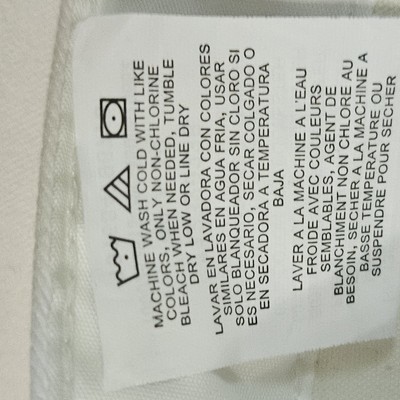 MACHINE WASH COLD WITH LIKE
COLORS, ONLY NON-CHLORINE
BLEACH WHEN NEEDED, TUMBLE
DRY LOW OR LINE DRY
LAVAR EN LAVADORA CON COLORES
SIMILARES EN AGUA FRIA, USAR
SOLO BLANQUEADOR SIN CLORO SI
ES NECESARIO, SECAR COLGADO O
EN SECADORA A TEMPERATURA
BAJA
LAVER A LA MACHINE A L'EAU
FROIDE AVEC COULEURS
SEMBLABLES, AGENT DE
BLANCHIMENT NON CHLORE AU
BESOIN, SECHER A LA MACHINE A
BASSE TEMPERATURE OU
SUSPENDRE POUR SECHER